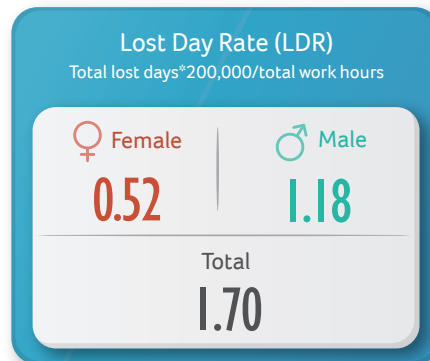 Lost Day Rate (LDR)
Total lost days*200,000/total work hours
Female
Male
0.52
1.18
Total
1.70